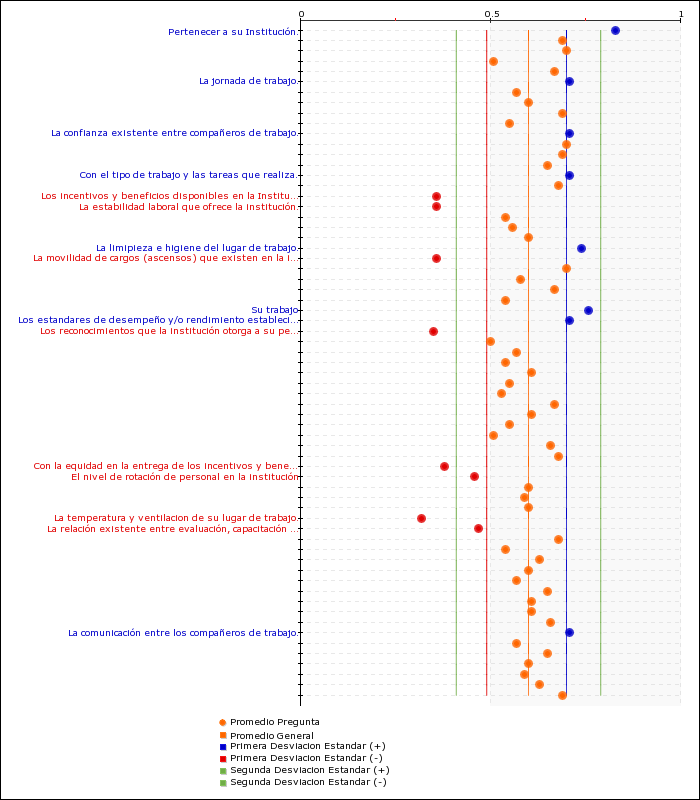 0 0.5 1
Pertenecer a su Institución.
La jornada de trabajo.
La confianza existente entre compañeros de trabajo.
Con el tipo de trabajo y las tareas que realiza.
Los incentivos y beneficios disponibles en la Institu...
La estabilidad laboral que ofrece la institución.
La limipieza e higiene del lugar de trabajo.
La movilidad de cargos (ascensos) que existen en la i...
Su trabajo
Los estandares de desempeño y/o rendimiento estableci...
Los reconocimientos que la institución otorga a su pe...
Con la equidad en la entrega de los incentivos y bene...
El nivel de rotación de personal en la institución
La temperatura y ventilacion de su lugar de trabajo.
La relación existente entre evaluación, capacitación ...
La comunicación entre los compañeros de trabajo.
Promedio Pregunta
Promedio General
Primera Desviacion Estandar (+)
Primera Desviacion Estandar (-)
Segunda Desviacion Estandar (+)
Segunda Desviacion Estandar (-)